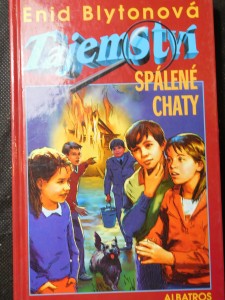 Enid Blytonová
Tajemství
SPÁLENÉ
CHATY
ALBATROS